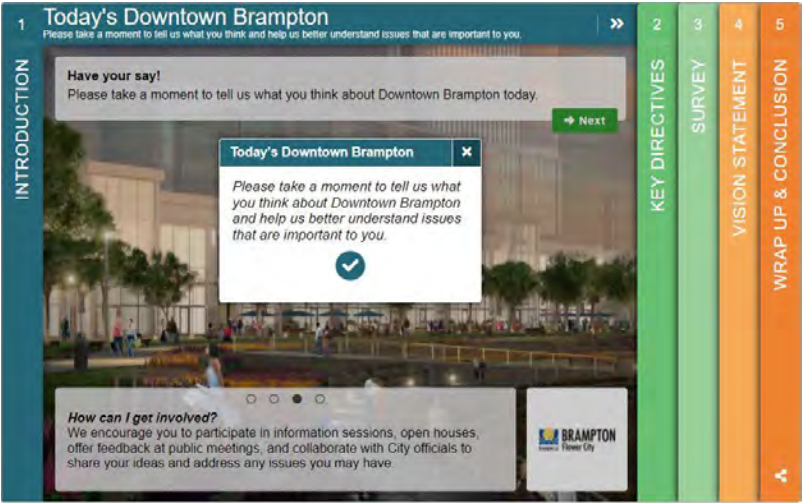 1
Today's Downtown Brampton
Please take a moment to tell us what you think and help us better understand issues that are important to you.
INTRODUCTION
Have your say!
Please take a moment to tell us what you think about Downtown Brampton today.
Next
Today's Downtown Brampton
Please take a moment to tell us what
you think about Downtown Brampton
and help us better understand issues
that are important to you.
How can I get involved?
We encourage you to participate in information sessions, open houses,
offer feedback at public meetings, and collaborate with City officials to
share your ideas and address any issues you may have.
BRAMPTON
Flower City
2
KEY DIRECTIVES
3
SURVEY
4
VISION STATEMENT
5
WRAP UP & CONCLUSION